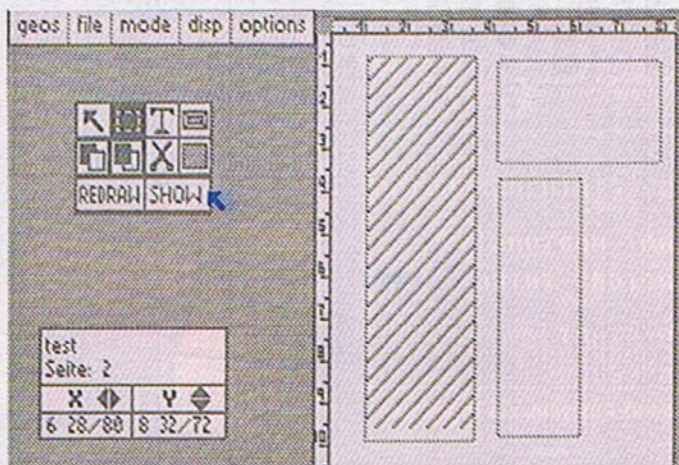 geos file mode disp options
REDRAW SHOW
test
Seite: 2
X Y
6 28/80 8 32/72